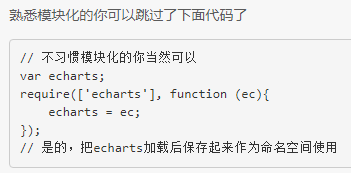 熟悉模块化的你可以跳过了下面代码了
// 不习惯模块化的你当然可以
var echarts;
require(['echarts'], function (ec){
    echarts = ec;
});
// 是的，把echarts加载后保存起来作为命名空间使用